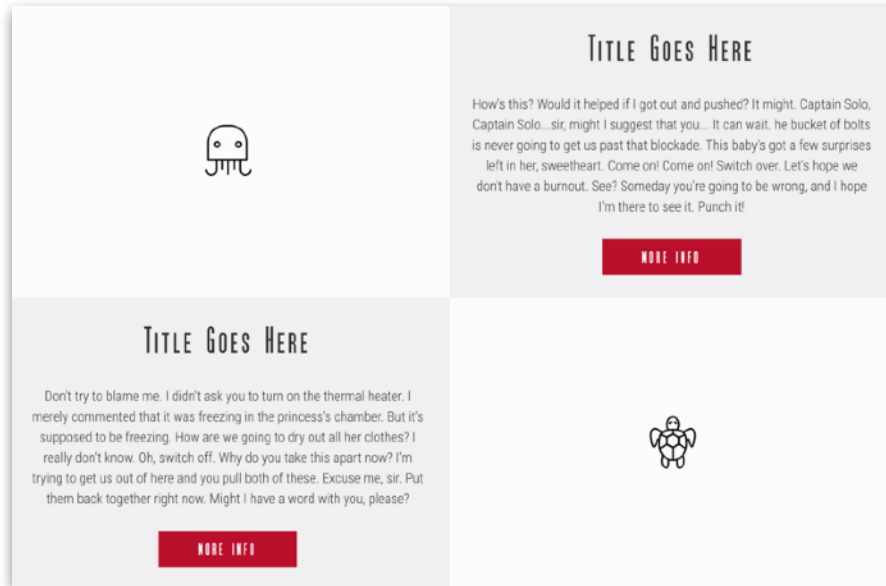 Title Goes Here
How's this? Would it helped if I got out and pushed? It might. Captain Solo,
Captain Solo...sir, might I suggest that you... It can wait. he bucket of bolts
is never going to get us past that blockade. This baby's got a few surprises
left in her, sweetheart. Come on! Come on! Switch over. Let's hope we
don't have a burnout. See? Someday you're going to be wrong, and I hope
I'm there to see it. Punch it!
MORE INFO
Title Goes Here
Don't try to blame me. I didn't ask you to turn on the thermal heater. I
merely commented that it was freezing in the princess's chamber. But it's
supposed to be freezing. How are we going to dry out all her clothes? I
really don't know. Oh, switch off. Why do you take this apart now? I'm
trying to get us out of here and you pull both of these. Excuse me, sir. Put
them back together right now. Might I have a word with you, please?
MORE INFO